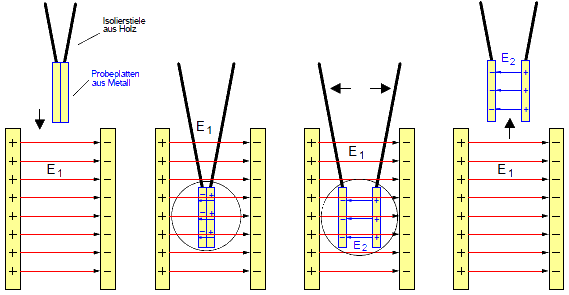 Isolierstiele
aus Holz
Probeplatten
aus Metall
E1
E1
E1
E2
E2
E1